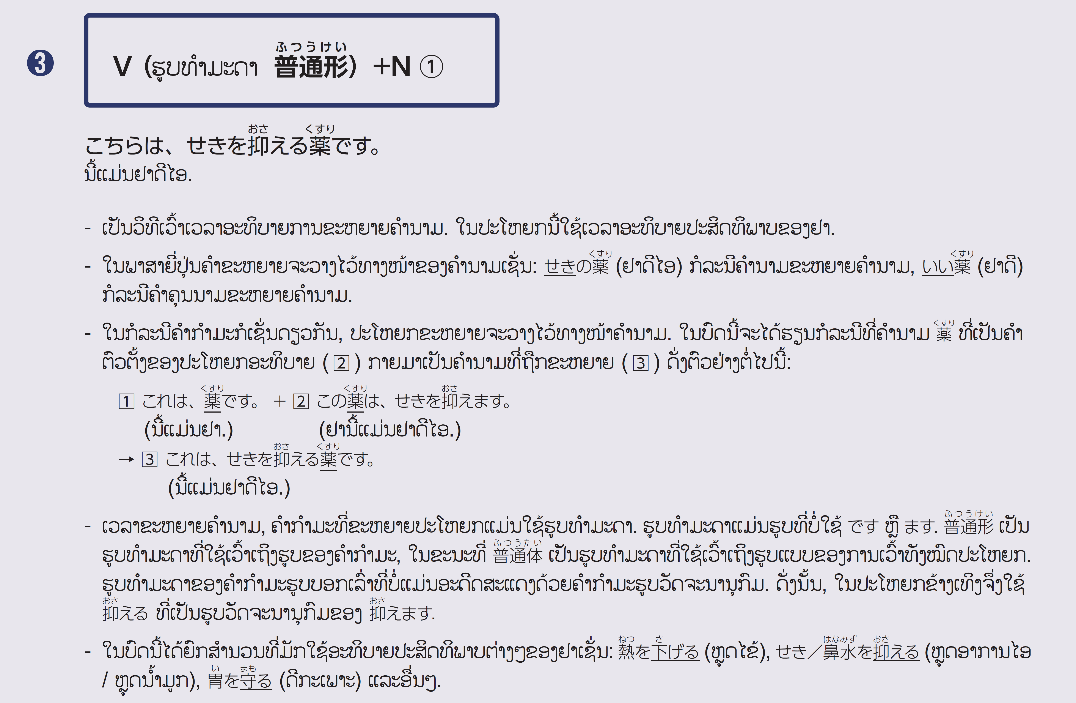 ❸ V (ຮູບທຳມະດາ 普通形) +N ①
こちらは、せきを抑える薬です。
ນີ້ແມ່ນຢາດີໄອ.
- ເປັນວິທີເວົ້າເວລາອະທິບາຍການຂະຫຍາຍຄຳນາມ. ໃນປະໂຫຍກນີ້ໃຊ້ເວລາອະທິບາຍປະສິດທິພາບຂອງຢາ.
- ໃນພາສາຍີ່ປຸ່ນຄຳຂະຫຍາຍຈະວາງໄວ້ທາງໜ້າຂອງຄຳນາມເຊັ່ນ: せきの薬 (ຢາດີໄອ) ກໍລະນີຄຳນາມຂະຫຍາຍຄຳນາມ, いい薬 (ຢາດີ)
ກໍລະນີຄຳຄຸນນາມຂະຫຍາຍຄຳນາມ.
- ໃນກໍລະນີຄຳກຳມະກໍເຊັ່ນດຽວກັນ, ປະໂຫຍກຂະຫຍາຍຈະວາງໄວ້ທາງໜ້າຄຳນາມ. ໃນບົດນີ້ຈະໄດ້ຮຽນກໍລະນີທີ່ຄຳນາມ 薬 ທີ່ເປັນຄຳ
ຕົວຕັ້ງຂອງປະໂຫຍກອະທິບາຍ ( 2 ) ກາຍມາເປັນຄຳນາມທີ່ຖືກຂະຫຍາຍ ( 3 ) ດັ່ງຕົວຢ່າງຕໍ່ໄປນີ້:
1 これは、薬です。 + 2 この薬は、せきを抑えます。
(ນີ້ແມ່ນຢາ.) (ຢານີ້ແມ່ນຢາດີໄອ.)
→ 3 これは、せきを抑える薬です。
(ນີ້ແມ່ນຢາດີໄອ.)
- ເວລາຂະຫຍາຍຄຳນາມ, ຄຳກຳມະທີ່ຂະຫຍາຍປະໂຫຍກແມ່ນໃຊ້ຮູບທຳມະດາ. ຮູບທຳມະດາແມ່ນຮູບທີ່ບໍ່ໃຊ້ です ຫຼື ます. 普通形 ເປັນ
ຮູບທຳມະດາທີ່ໃຊ້ເວົ້າເຖິງຮູບຂອງຄຳກຳມະ, ໃນຂະນະທີ່ 普通体 ເປັນຮູບທຳມະດາທີ່ໃຊ້ເວົ້າເຖິງຮູບແບບຂອງການເວົ້າທັງໝົດປະໂຫຍກ.
ຮູບທຳມະດາຂອງຄຳກຳມະຮູບບອກເລົ່າທີ່ບໍ່ແມ່ນອະດີດສະແດງດ້ວຍຄຳກຳມະຮູບວັດຈະນານຸກົມ. ດັ່ງນັ້ນ, ໃນປະໂຫຍກຂ້າງເທິງຈຶ່ງໃຊ້
抑える ທີ່ເປັນຮູບວັດຈະນານຸກົມຂອງ 抑えます.
- ໃນບົດນີ້ໄດ້ຍົກສຳນວນທີ່ມັກໃຊ້ອະທິບາຍປະສິດທິພາບຕ່າງໆຂອງຢາເຊັ່ນ: 熱を下げる (ຫຼຸດໄຂ້), せき／鼻水を抑える (ຫຼຸດອາການໄອ
/ ຫຼຸດນ້ຳມູກ), 胃を守る (ດີກະເພາະ) ແລະອື່ນໆ.